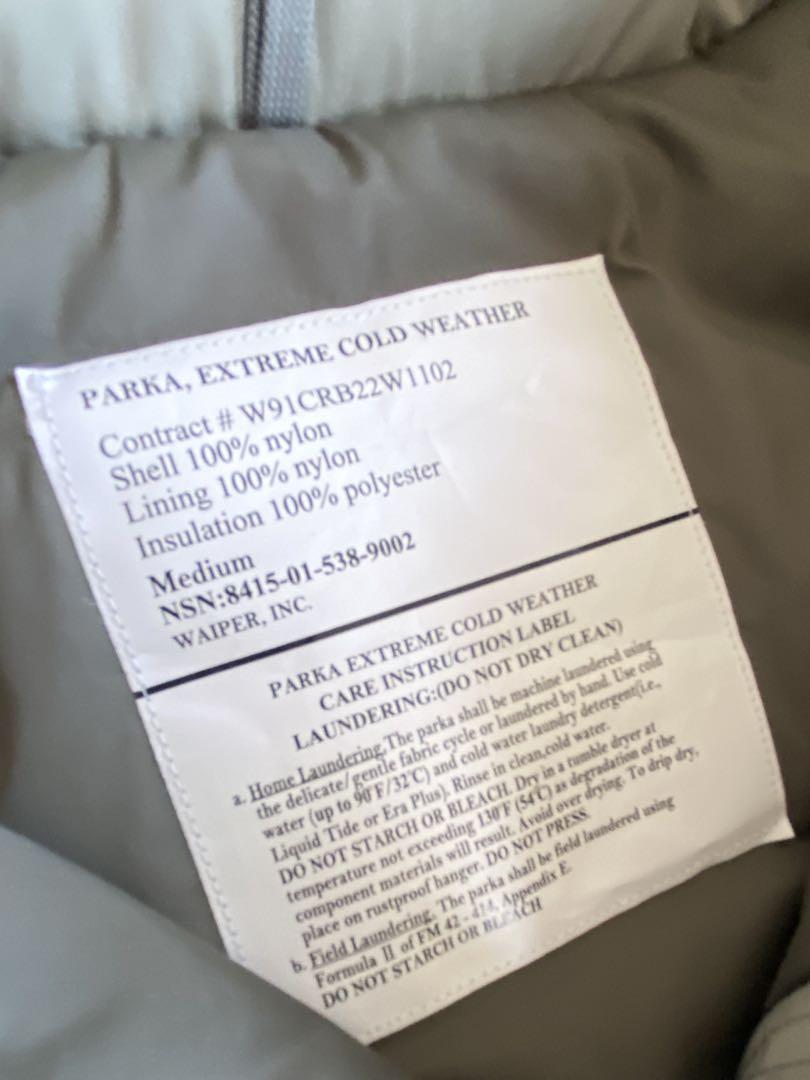 PARKA, EXTREME COLD WEATHER
Contract # W91CRB22W1102
Shell 100% nylon
Lining 100% nylon
Insulation 100% polyester
Medium
NSN:8415-01-538-9002
WAIPER, INC.
PARKA EXTREME COLD WEATHER
CARE INSTRUCTION LABEL
LAUNDERING:(DO NOT DRY CLEAN)
a. Home Laundering. The parka shall be machine laundered using
the delicate/gentle fabric cycle or laundered by hand. Use cold
water (up to 90°F/32°C) and cold water laundry detergent(i.e.,
Liquid Tide or Era Plus). Rinse in clean,cold water.
DO NOT STARCH OR BLEACH. Dry in a tumble dryer at
temperature not exceeding 130°F (54°C) as degradation of the
component materials will result. Avoid over drying. To drip dry,
place on rustproof hanger. DO NOT PRESS.
b. Field Laundering. The parka shall be field laundered using
Formula II of FM 42 - 414, Appendix E.
DO NOT STARCH OR BLEACH